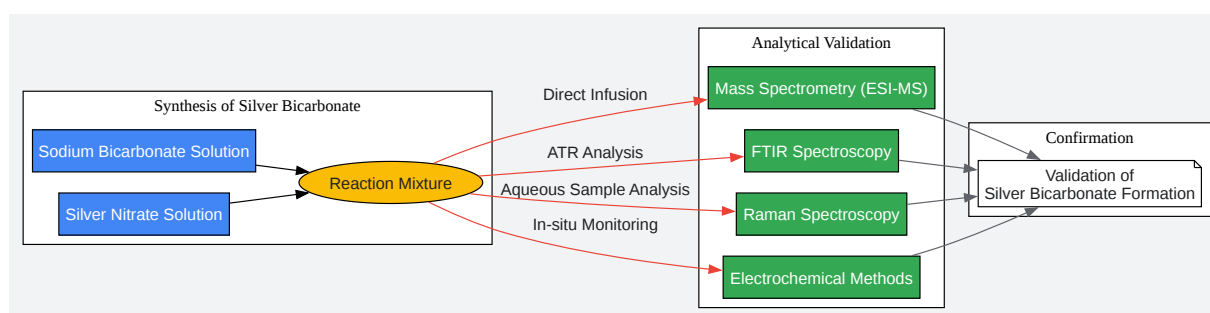 Synthesis of Silver Bicarbonate
Sodium Bicarbonate Solution
Silver Nitrate Solution
Reaction Mixture
Direct Infusion
ATR Analysis
Aqueous Sample Analysis
In-situ Monitoring
Analytical Validation
Mass Spectrometry (ESI-MS)
FTIR Spectroscopy
Raman Spectroscopy
Electrochemical Methods
Confirmation
Validation of
Silver Bicarbonate Formation